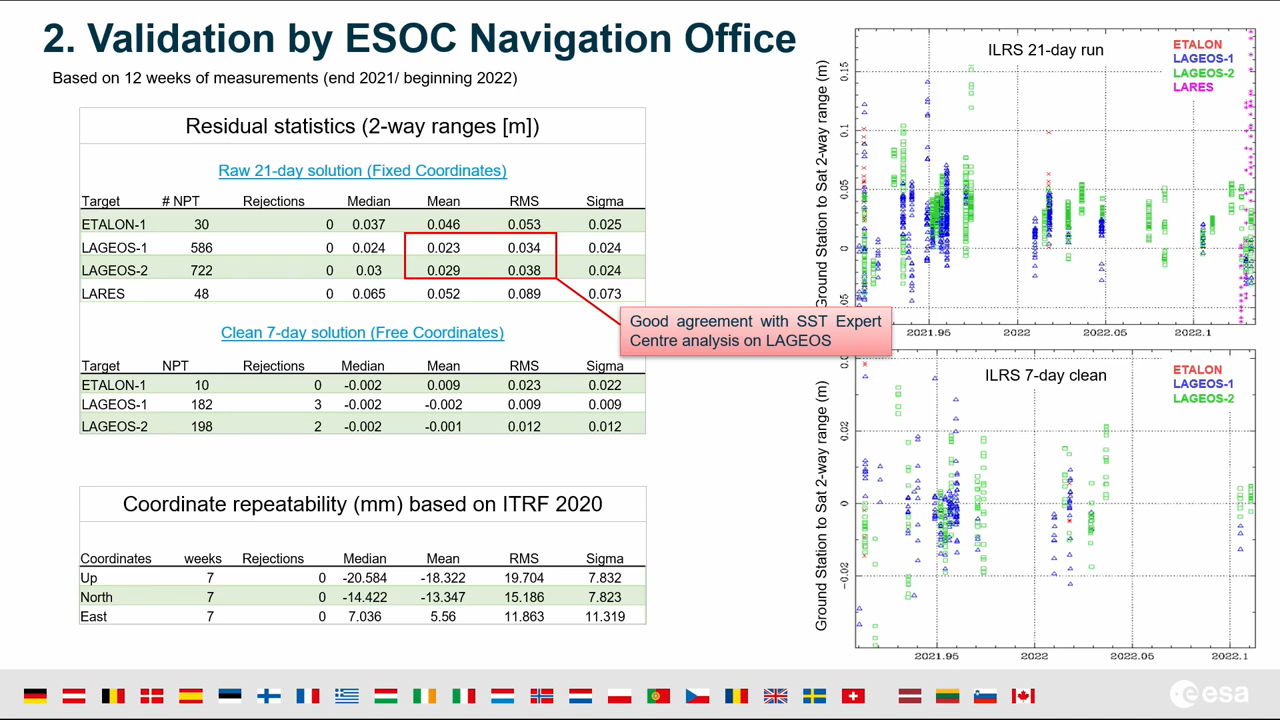 2. Validation by ESOC Navigation Office
Based on 12 weeks of measurements (end 2021/ beginning 2022)
Residual statistics (2-way ranges [m])
Raw 21-day solution (Fixed Coordinates)
Target # NPT Rejections Median Mean RMS Sigma
ETALON-1 30 0 0.037 0.046 0.053 0.025
LAGEOS-1 586 0 0.024 0.023 0.034 0.024
LAGEOS-2 722 0 0.03 0.029 0.038 0.024
LARES 48 0 0.065 0.052 0.089 0.073
Good agreement with SST Expert
Centre analysis on LAGEOS
Clean 7-day solution (Free Coordinates)
Target NPT Rejections Median Mean RMS Sigma
ETALON-1 10 0 -0.002 0.009 0.023 0.022
LAGEOS-1 182 3 -0.002 -0.002 0.009 0.009
LAGEOS-2 198 2 -0.002 -0.001 0.012 0.012
Coordinate repeatability (mm) based on ITRF 2020
Coordinates weeks Rejections Median Mean RMS Sigma
Up 7 0 -20.584 -18.322 19.704 7.832
North 7 0 -14.422 -13.347 15.186 7.823
East 7 0 7.036 5.56 11.863 11.319
ILRS 21-day run
ETALON
LAGEOS-1
LAGEOS-2
LARES
Ground Station to Sat 2-way range (m)
0.15
0.1
0.05
0
2021.95 2022 2022.05 2022.1
ILRS 7-day clean
ETALON
LAGEOS-1
LAGEOS-2
Ground Station to Sat 2-way range (m)
0.02
0
−0.02
2021.95 2022 2022.05 2022.1
esa